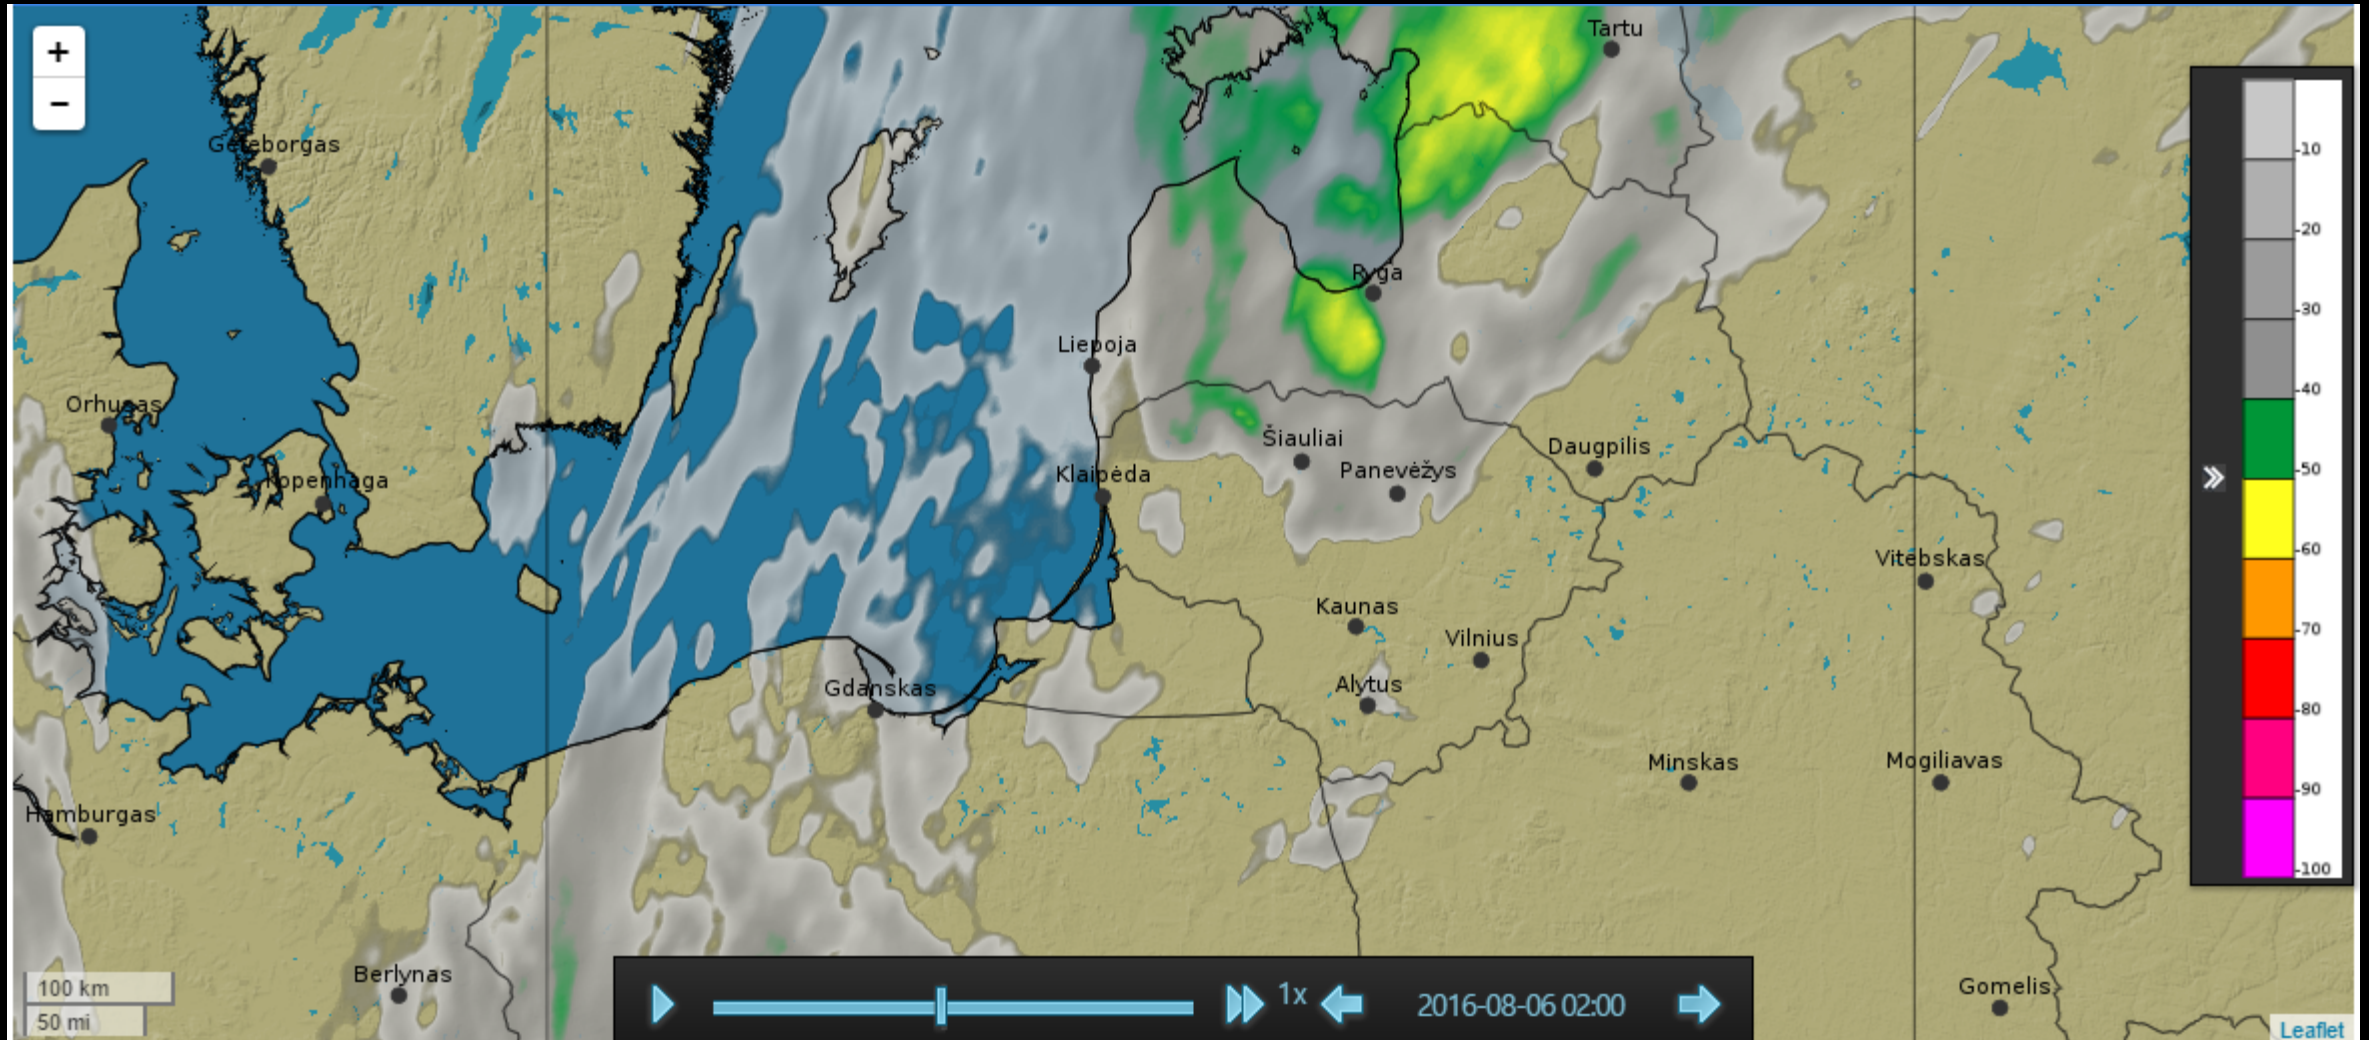 +
−
Tartu
Geteborgas
Ryga
Liepoja
Orhusas
Kopenhaga
Klaipėda
Šiauliai
Panevėžys
Daugpilis
Vitebskas
Kaunas
Vilnius
Alytus
Gdanskas
Minskas
Mogiliavas
Hamburgas
Berlynas
Gomelis
-10
-20
-30
-40
-50
-60
-70
-80
-90
-100
100 km
50 mi
1x
2016-08-06 02:00
Leaflet